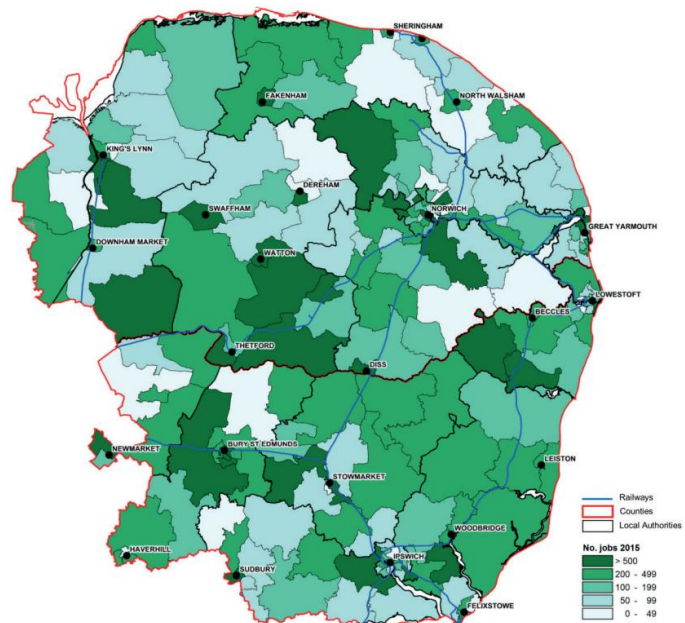 SHERINGHAM
NORTH WALSHAM
FAKENHAM
KING'S LYNN
DEREHAM
SWAFFHAM
NORWICH
GREAT YARMOUTH
DOWNHAM MARKET
WATTON
LOWESTOFT
BECCLES
THETFORD
DISS
NEWMARKET
BURY ST EDMUNDS
LEISTON
STOWMARKET
WOODBRIDGE
HAVERHILL
IPSWICH
SUDBURY
FELIXSTOWE
Railways
Counties
Local Authorities
No. jobs 2015
> 500
200 - 499
100 - 199
50 - 99
0 - 49